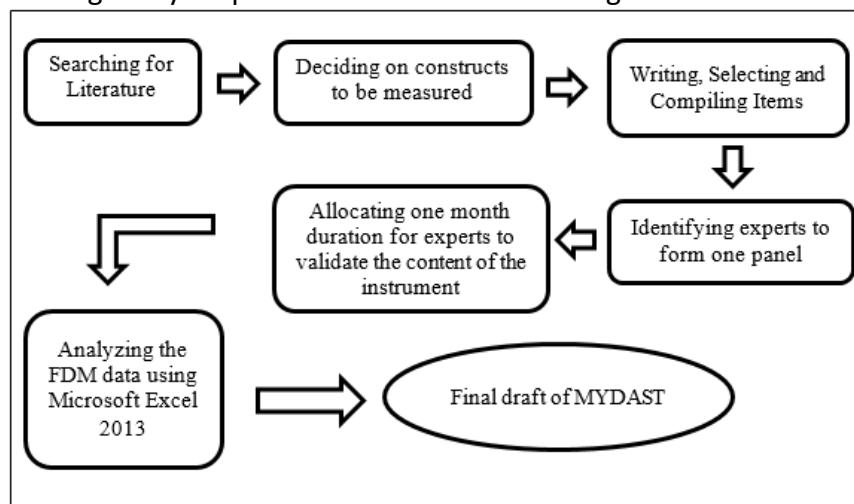 Searching for
Literature
Deciding on constructs
to be measured
Writing, Selecting and
Compiling Items
Identifying experts to
form one panel
Allocating one month
duration for experts to
validate the content of the
instrument
Analyzing the
FDM data using
Microsoft Excel
2013
Final draft of MYDAST